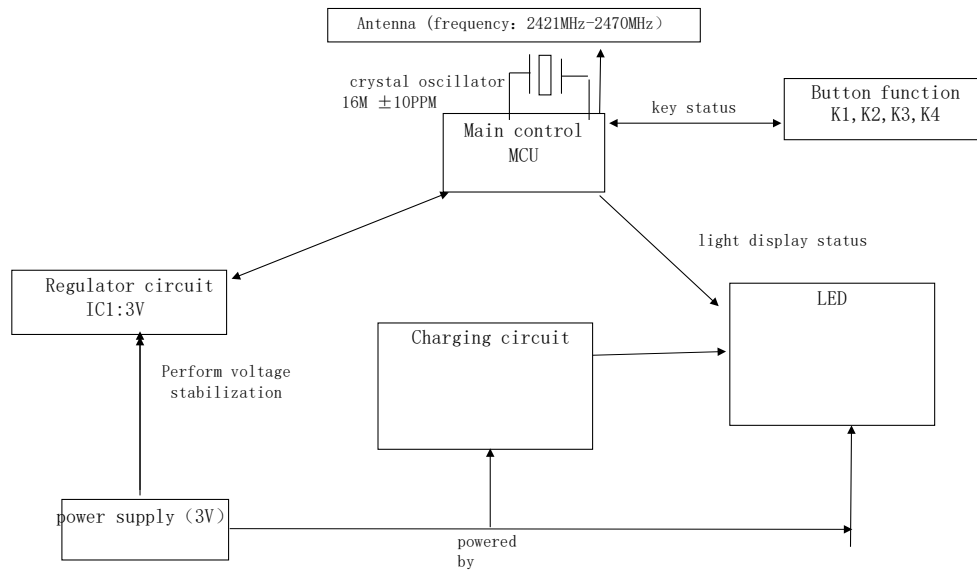 Antenna (frequency：2421MHz-2470MHz）
crystal oscillator
16M ±10PPM
Main control
MCU
key status
Button function
K1,K2,K3,K4
light display status
Regulator circuit
IC1:3V
LED
Charging circuit
Perform voltage
stabilization
power supply（3V）
powered
by